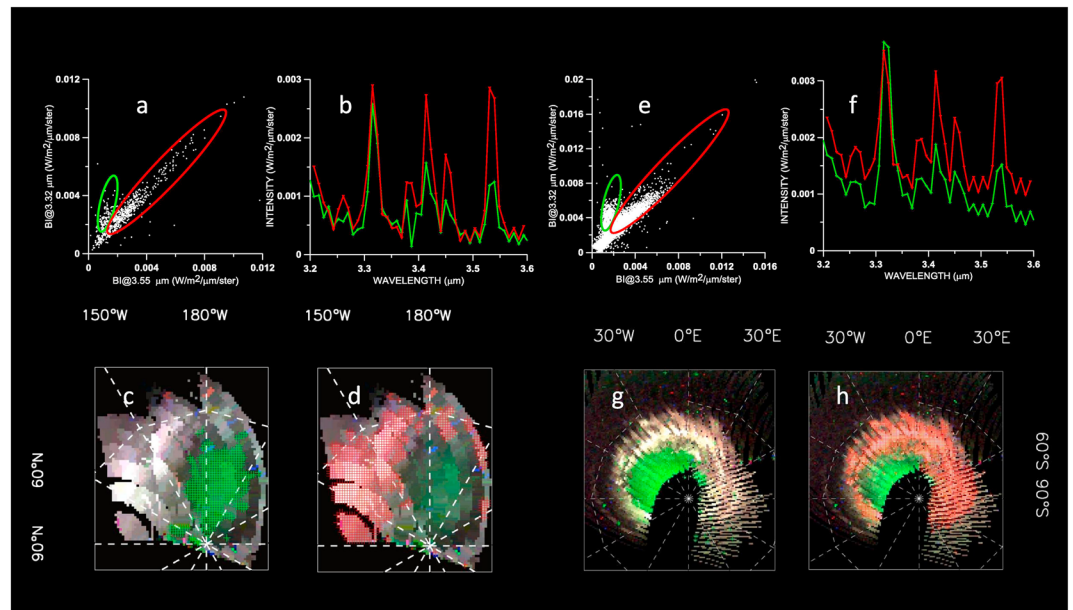 a
BI@3.32 µm (W/m2/µm/ster)
0.012
0.008
0.004
0
0
0.004
0.008
0.012
BI@3.55 µm (W/m2/µm/ster)
b
INTENSITY (W/m2/µm/ster)
0.003
0.002
0.001
0
3.2
3.3
3.4
3.5
3.6
WAVELENGTH (µm)
e
BI@3.32 µm (W/m2/µm/ster)
0.02
0.016
0.012
0.008
0.004
0
0
0.004
0.008
0.012
0.016
BI@3.55 µm (W/m2/µm/ster)
f
INTENSITY (W/m2/µm/ster)
0.003
0.002
0.001
0
3.2
3.3
3.4
3.5
3.6
WAVELENGTH (µm)
150°W 180°W 150°W 180°W
30°W 0°E 30°E 30°W 0°E 30°E
c
d
g
h
60°N
90°N
60°S 90°S